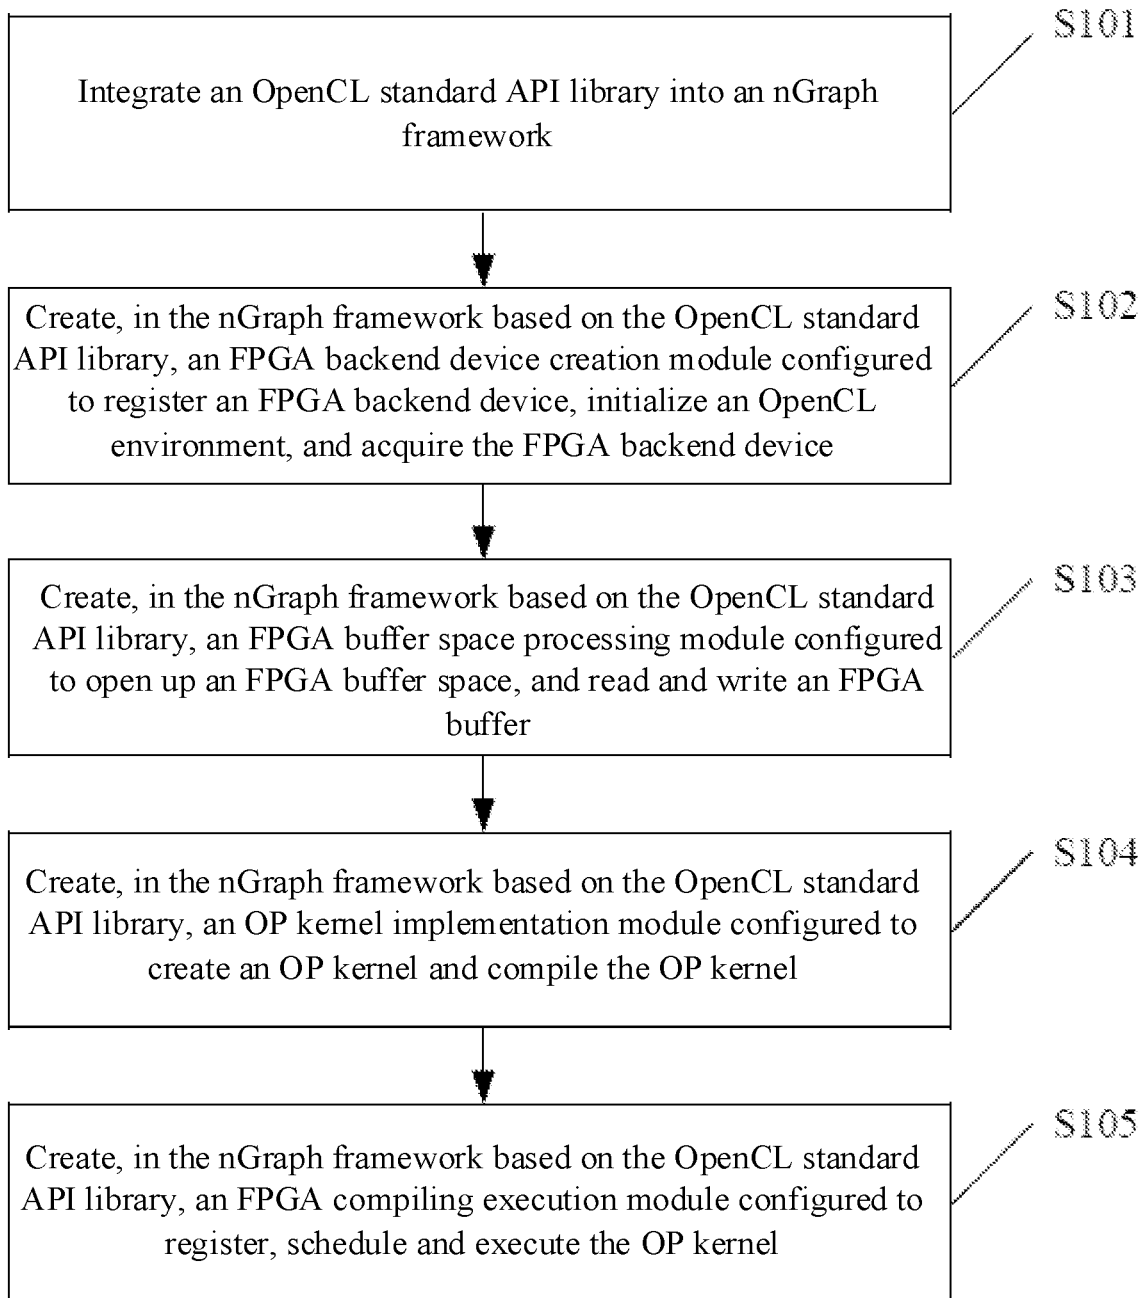 S101
Integrate an OpenCL standard API library into an nGraph
framework
S102
Create, in the nGraph framework based on the OpenCL standard
API library, an FPGA backend device creation module configured
to register an FPGA backend device, initialize an OpenCL
environment, and acquire the FPGA backend device
S103
Create, in the nGraph framework based on the OpenCL standard
API library, an FPGA buffer space processing module configured
to open up an FPGA buffer space, and read and write an FPGA
buffer
S104
Create, in the nGraph framework based on the OpenCL standard
API library, an OP kernel implementation module configured to
create an OP kernel and compile the OP kernel
S105
Create, in the nGraph framework based on the OpenCL standard
API library, an FPGA compiling execution module configured to
register, schedule and execute the OP kernel